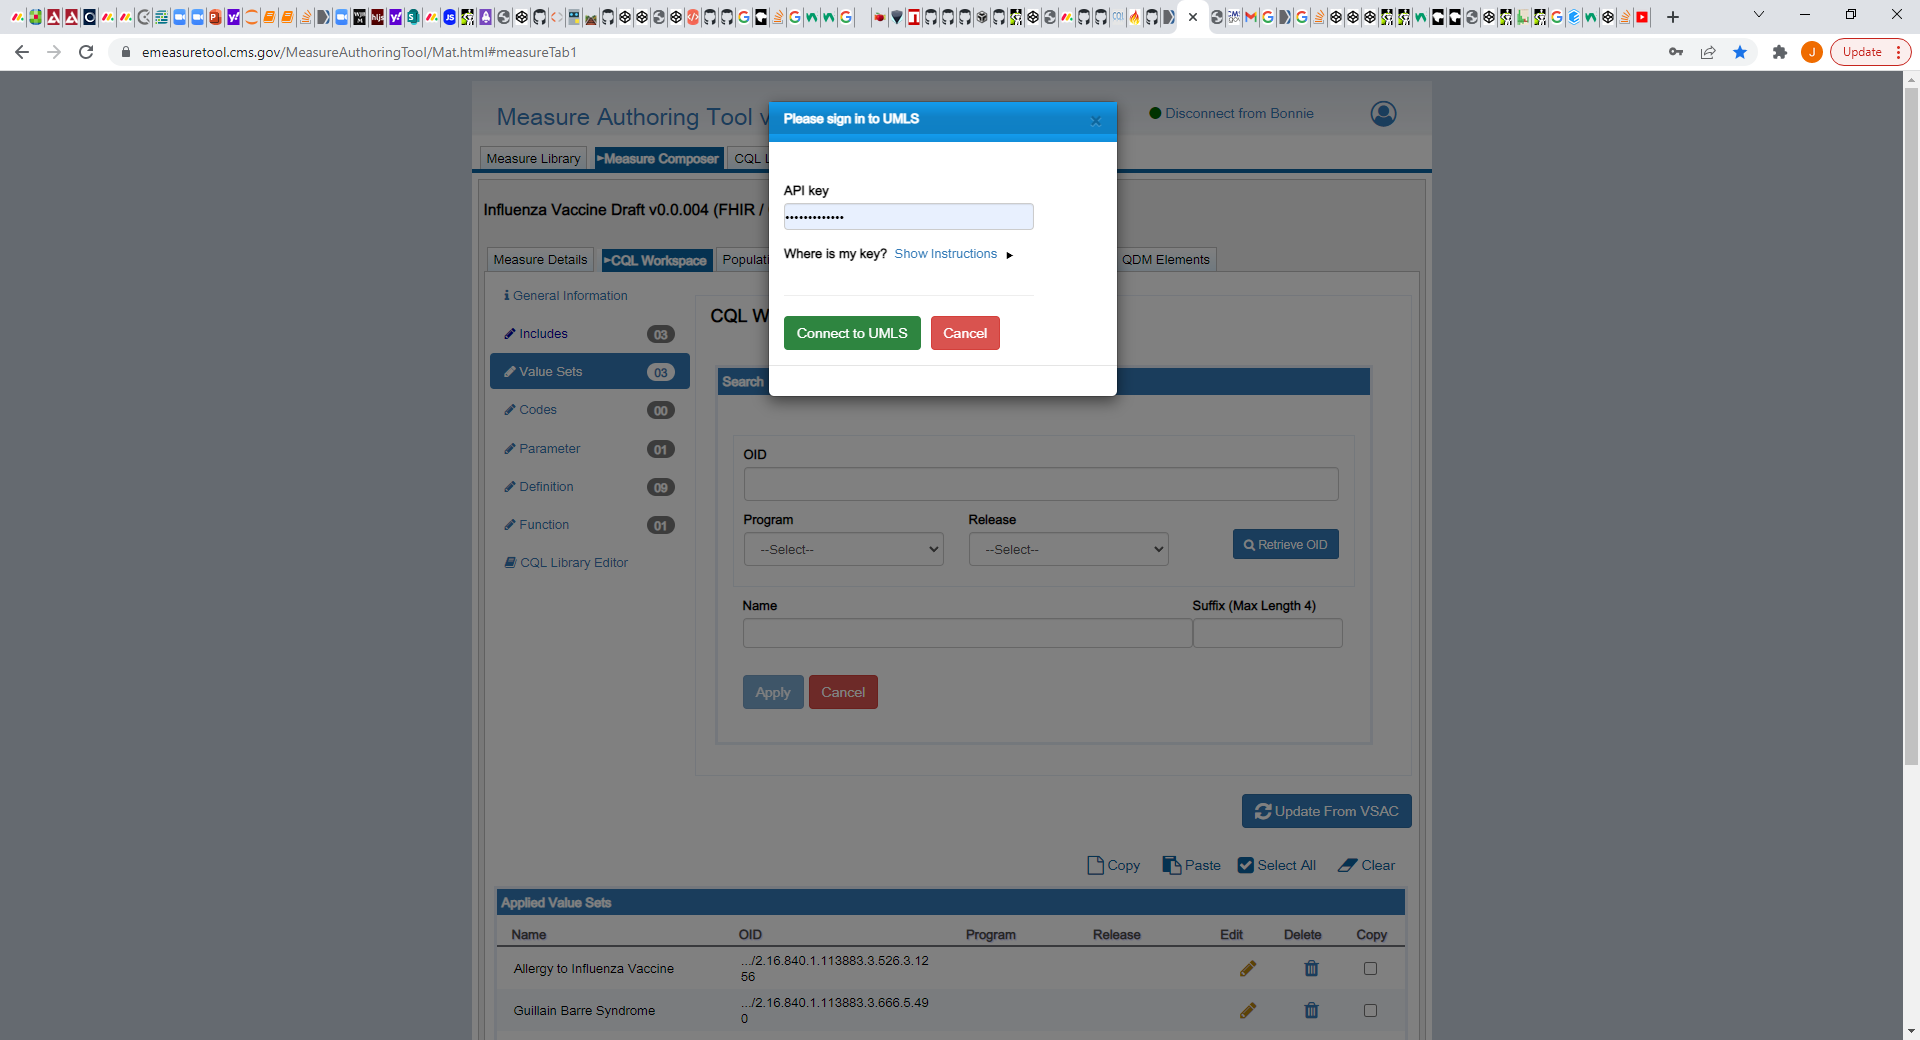 emeasuretool.cms.gov/MeasureAuthoringTool/Mat.html#measureTab1
J
Update
Measure Authoring Tool v
Please sign in to UMLS
×
Disconnect from Bonnie
Measure Library
►Measure Composer
CQL L
API key
•••••••••••••
Influenza Vaccine Draft v0.0.004 (FHIR /
Where is my key? Show Instructions ►
Measure Details
►CQL Workspace
Populati
QDM Elements
General Information
CQL W
Includes 03
Connect to UMLS
Cancel
Value Sets 03
Search
Codes 00
Parameter 01
OID
Definition 09
Program
Release
Function 01
--Select--
--Select--
Retrieve OID
CQL Library Editor
Name
Suffix (Max Length 4)
Apply
Cancel
Update From VSAC
Copy
Paste
Select All
Clear
Applied Value Sets
Name OID Program Release Edit Delete Copy
Allergy to Influenza Vaccine
.../2.16.840.1.113883.3.526.3.12
56
Guillain Barre Syndrome
.../2.16.840.1.113883.3.666.5.49
0